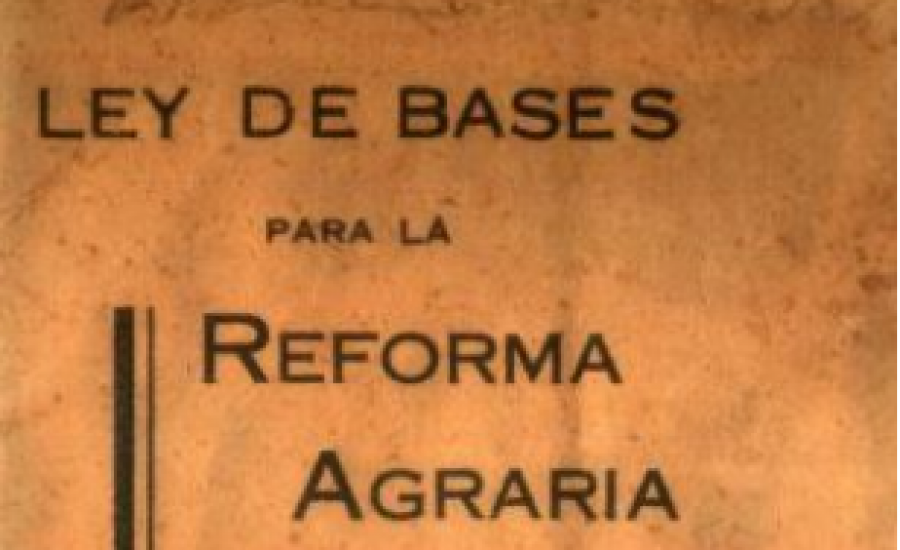 LEY DE BASES
PARA LA
REFORMA
AGRARIA